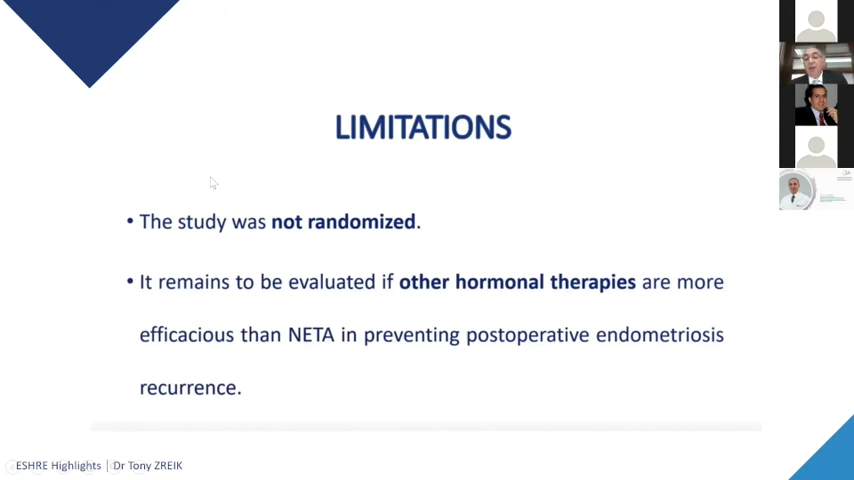 LIMITATIONS
• The study was not randomized.
• It remains to be evaluated if other hormonal therapies are more
efficacious than NETA in preventing postoperative endometriosis
recurrence.
ESHRE Highlights | Dr Tony ZREIK